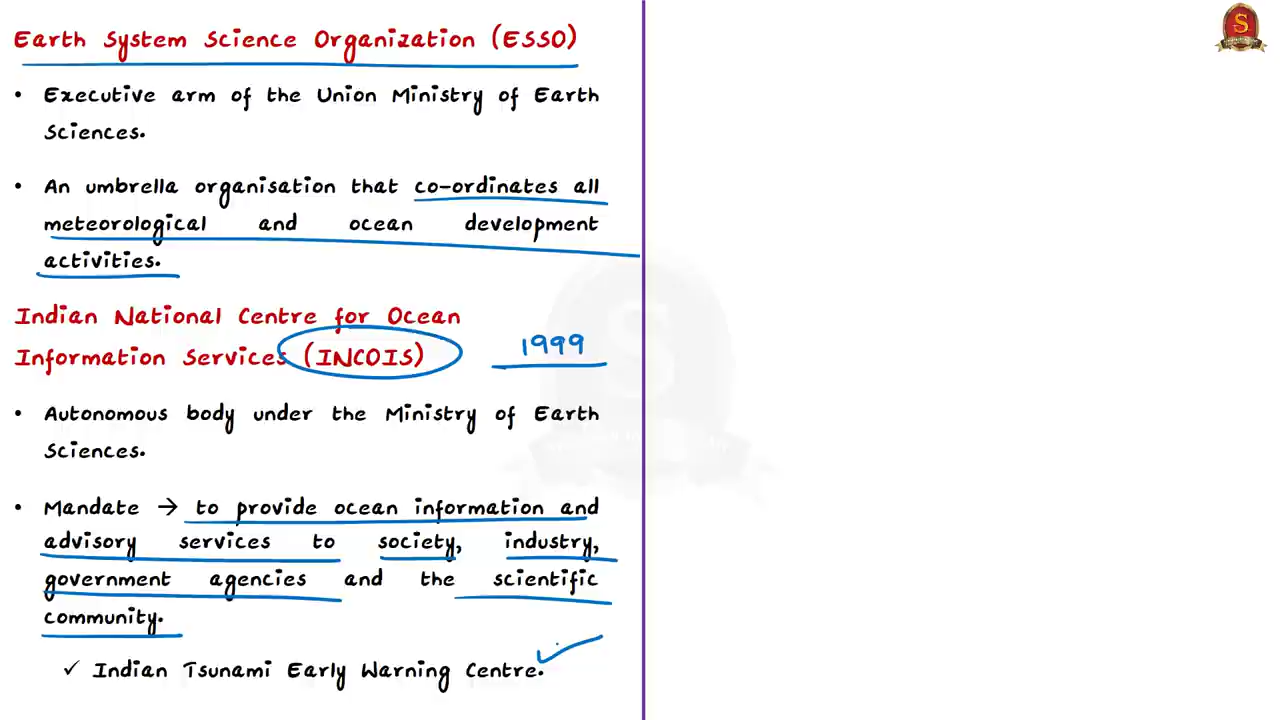 Earth System Science Organization (ESSO)
• Executive arm of the Union Ministry of Earth
Sciences.
• An umbrella organisation that co-ordinates all
meteorological and ocean development
activities.
Indian National Centre for Ocean
Information Services (INCOIS) 1999
• Autonomous body under the Ministry of Earth
Sciences.
• Mandate → to provide ocean information and
advisory services to society, industry,
government agencies and the scientific
community.
✓ Indian Tsunami Early Warning Centre.
S